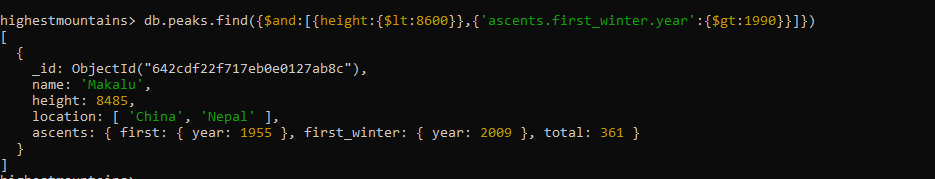 highestmountains> db.peaks.find({$and:[{height:{$lt:8600}},{'ascents.first_winter.year':{$gt:1990}}]})
[
  {
    _id: ObjectId("642cdf22f717eb0e0127ab8c"),
    name: 'Makalu',
    height: 8485,
    location: [ 'China', 'Nepal' ],
    ascents: { first: { year: 1955 }, first_winter: { year: 2009 }, total: 361 }
  }
]
highestmountains>